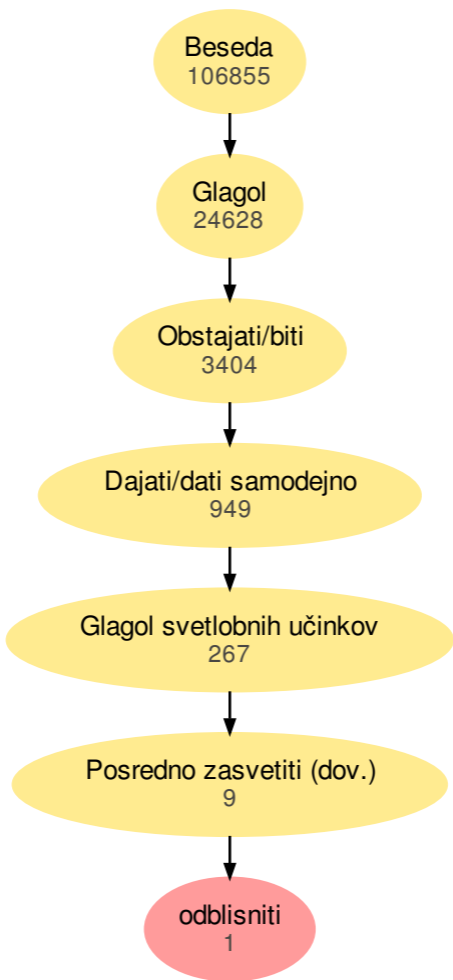 Beseda
106855
Glagol
24628
Obstajati/biti
3404
Dajati/dati samodejno
949
Glagol svetlobnih učinkov
267
Posredno zasvetiti (dov.)
9
odblisniti
1